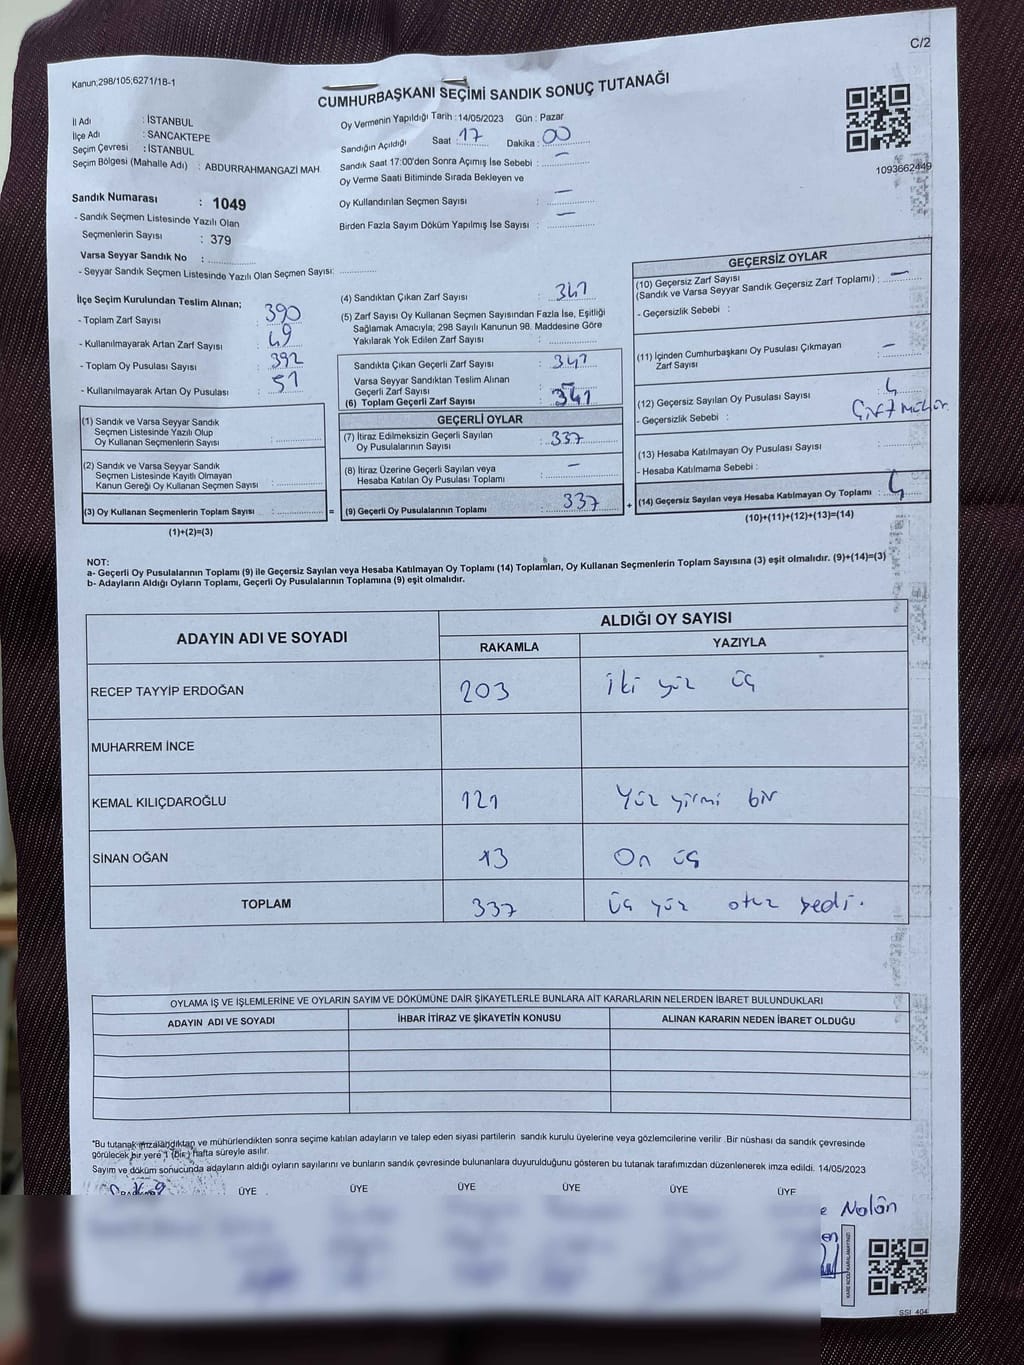 C/2
Kanun;298/105;6271/18-1
CUMHURBAŞKANI SEÇİMİ SANDIK SONUÇ TUTANAĞI
İl Adı : İSTANBUL
İlçe Adı : SANCAKTEPE
Seçim Çevresi : İSTANBUL
Seçim Bölgesi (Mahalle Adı) : ABDURRAHMANGAZİ MAH
Oy Vermenin Yapıldığı Tarih : 14/05/2023 Gün : Pazar
Sandığın Açıldığı Saat : 17 Dakika : 00
Sandık Saat 17:00'den Sonra Açımış İse Sebebi : —
Oy Verme Saati Bitiminde Sırada Bekleyen ve
Oy Kullandırılan Seçmen Sayısı : —
Birden Fazla Sayım Döküm Yapılmış İse Sayısı : —
1093662449
Sandık Numarası : 1049
- Sandık Seçmen Listesinde Yazılı Olan
Seçmenlerin Sayısı : 379
Varsa Seyyar Sandık No :
- Seyyar Sandık Seçmen Listesinde Yazılı Olan Seçmen Sayısı:
İlçe Seçim Kurulundan Teslim Alınan;
- Toplam Zarf Sayısı : 390
- Kullanılmayarak Artan Zarf Sayısı : 49
- Toplam Oy Pusulası Sayısı : 392
- Kullanılmayarak Artan Oy Pusulası : 51
(1) Sandık ve Varsa Seyyar Sandık
Seçmen Listesinde Yazılı Olup
Oy Kullanan Seçmenlerin Sayısı :
(2) Sandık ve Varsa Seyyar Sandık
Seçmen Listesinde Kayıtlı Olmayan
Kanun Gereği Oy Kullanan Seçmen Sayısı :
(3) Oy Kullanan Seçmenlerin Toplam Sayısı : =
(1)+(2)=(3)
(4) Sandıktan Çıkan Zarf Sayısı : 341
(5) Zarf Sayısı Oy Kullanan Seçmen Sayısından Fazla İse, Eşitliği
Sağlamak Amacıyla; 298 Sayılı Kanunun 98. Maddesine Göre
Yakılarak Yok Edilen Zarf Sayısı :
Sandıkta Çıkan Geçerli Zarf Sayısı : 341
Varsa Seyyar Sandıktan Teslim Alınan
Geçerli Zarf Sayısı : —
(6) Toplam Geçerli Zarf Sayısı : 341
GEÇERLİ OYLAR
(7) İtiraz Edilmeksizin Geçerli Sayılan
Oy Pusulalarının Sayısı : 337
(8) İtiraz Üzerine Geçerli Sayılan veya
Hesaba Katılan Oy Pusulası Toplamı : —
(9) Geçerli Oy Pusulalarının Toplamı : 337 +
GEÇERSİZ OYLAR
(10) Geçersiz Zarf Sayısı
(Sandık ve Varsa Seyyar Sandık Geçersiz Zarf Toplamı) : —
- Geçersizlik Sebebi :
(11) İçinden Cumhurbaşkanı Oy Pusulası Çıkmayan
Zarf Sayısı : —
(12) Geçersiz Sayılan Oy Pusulası Sayısı : 4
- Geçersizlik Sebebi : Çift Mühür
(13) Hesaba Katılmayan Oy Pusulası Sayısı :
- Hesaba Katılmama Sebebi :
(14) Geçersiz Sayılan veya Hesaba Katılmayan Oy Toplamı : 4
(10)+(11)+(12)+(13)=(14)
NOT:
a- Geçerli Oy Pusulalarının Toplamı (9) ile Geçersiz Sayılan veya Hesaba Katılmayan Oy Toplamı (14) Toplamları, Oy Kullanan Seçmenlerin Toplam Sayısına (3) eşit olmalıdır. (9)+(14)=(3)
b- Adayların Aldığı Oyların Toplamı, Geçerli Oy Pusulalarının Toplamına (9) eşit olmalıdır.
ADAYIN ADI VE SOYADI ALDIĞI OY SAYISI
RAKAMLA YAZIYLA
RECEP TAYYİP ERDOĞAN 203 iki yüz üç
MUHARREM İNCE
KEMAL KILIÇDAROĞLU 121 Yüz yirmi bir
SİNAN OĞAN 13 On üç
TOPLAM 337 üç yüz otuz yedi.
OYLAMA İŞ VE İŞLEMLERİNE VE OYLARIN SAYIM VE DÖKÜMÜNE DAİR ŞİKAYETLERLE BUNLARA AİT KARARLARIN NELERDEN İBARET BULUNDUKLARI
ADAYIN ADI VE SOYADI İHBAR İTİRAZ VE ŞİKAYETİN KONUSU ALINAN KARARIN NEDEN İBARET OLDUĞU
*Bu tutanak imzalandıktan ve mühürlendikten sonra seçime katılan adayların ve talep eden siyasi partilerin sandık kurulu üyelerine veya gözlemcilerine verilir .Bir nüshası da sandık çevresinde
görülecek bir yere 1 (bir ) hafta süreyle asılır.
Sayım ve döküm sonucunda adayların aldığı oyların sayılarını ve bunların sandık çevresinde bulunanlara duyurulduğunu gösteren bu tutanak tarafımızdan düzenlenerek imza edildi. 14/05/2023
ÜYE ÜYE ÜYE ÜYE ÜYE ÜYE
e Nalân
en
SSI 404